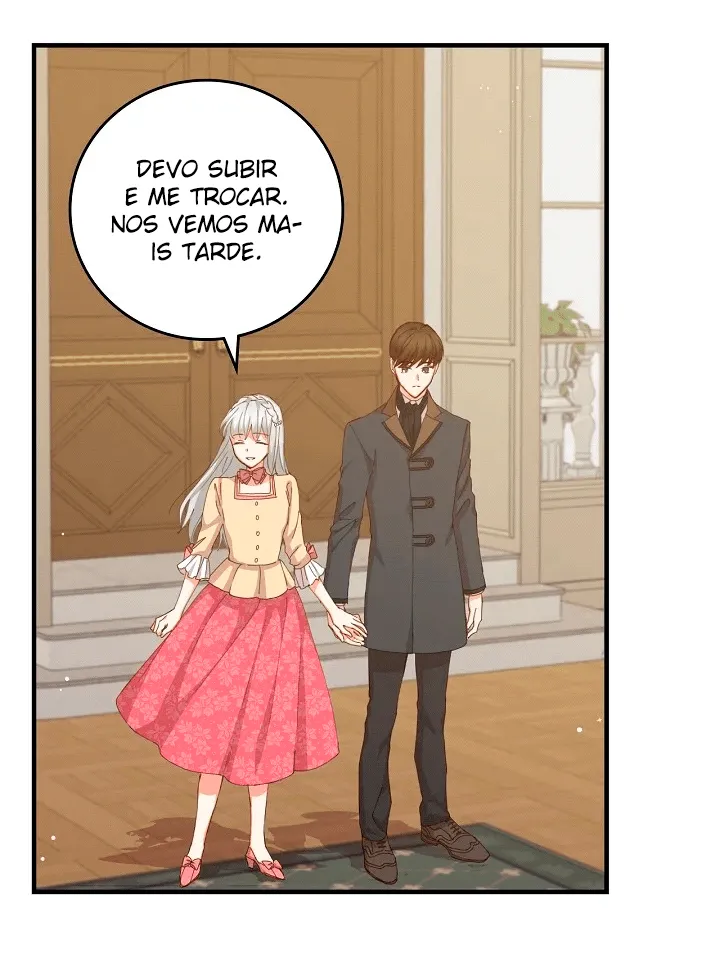 DEVO SUBIR
E ME TROCAR.
NOS VEMOS MA-
IS TARDE.